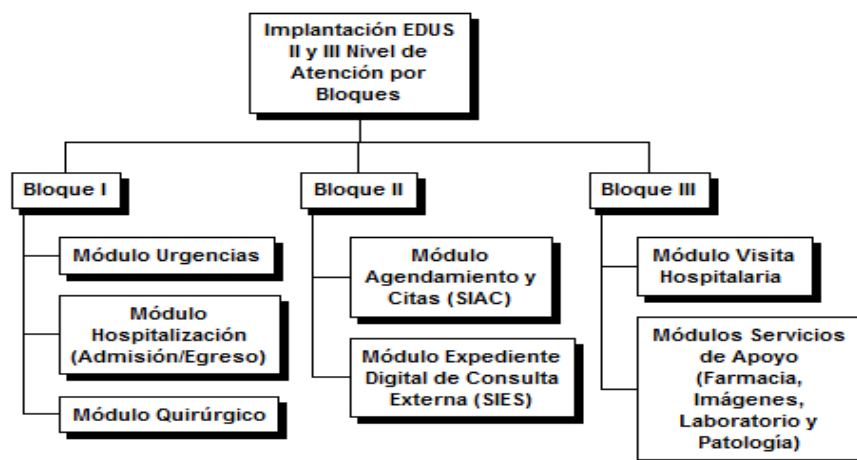 Implantación EDUS
II y III Nivel de
Atención por
Bloques
Bloque I
Módulo Urgencias
Módulo
Hospitalización
(Admisión/Egreso)
Módulo Quirúrgico
Bloque II
Módulo
Agendamiento y
Citas (SIAC)
Módulo Expediente
Digital de Consulta
Externa (SIES)
Bloque III
Módulo Visita
Hospitalaria
Módulos Servicios
de Apoyo
(Farmacia,
Imágenes,
Laboratorio y
Patología)